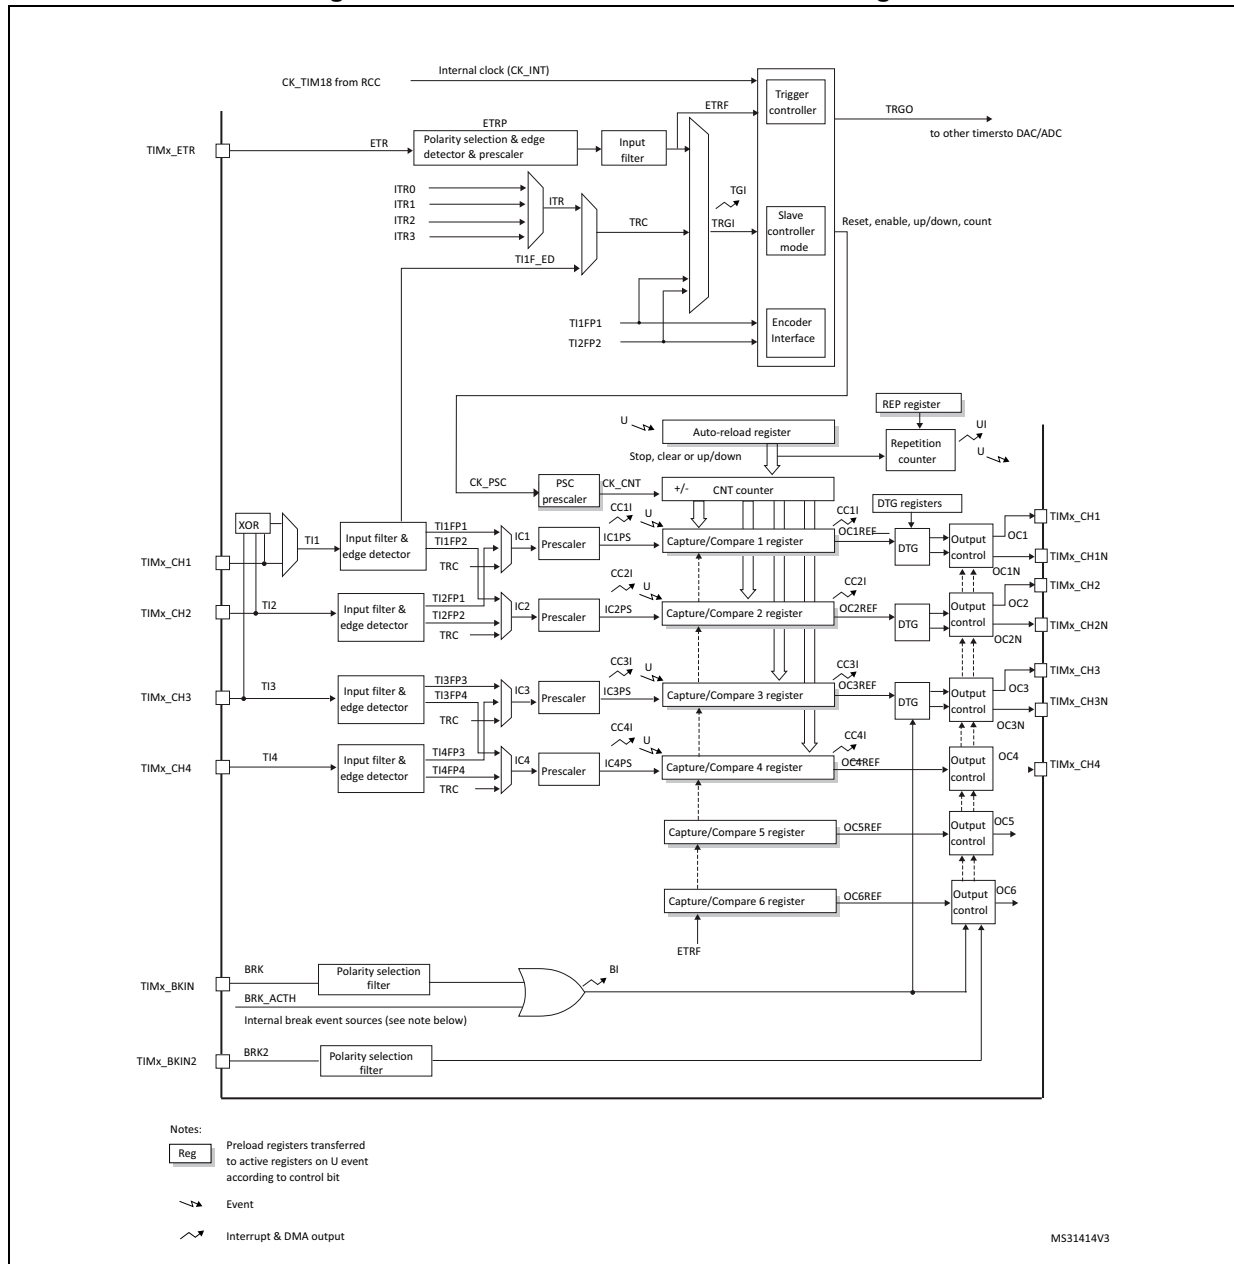 Internal clock (CK_INT)
CK_TIM18 from RCC
Trigger
controller
ETRF
TRGO
to other timersto DAC/ADC
ETRP
TIMx_ETR
ETR
Polarity selection & edge
detector & prescaler
Input
filter
ITR0
ITR1
ITR2
ITR3
ITR
TGI
TRC
TRGI
Slave
controller
mode
Reset, enable, up/down, count
TI1F_ED
TI1FP1
TI2FP2
Encoder
Interface
REP register
U
Auto-reload register
Repetition
counter
UI
U
Stop, clear or up/down
CK_PSC
PSC
prescaler
CK_CNT
+/-
CNT counter
DTG registers
XOR
TI1
Input filter &
edge detector
TI1FP1
TI1FP2
TRC
IC1
Prescaler
IC1PS
CC1I
U
Capture/Compare 1 register
CC1I
OC1REF
DTG
Output
control
OC1
OC1N
TIMx_CH1
TIMx_CH1N
TIMx_CH1
TIMx_CH2
TI2
Input filter &
edge detector
TI2FP1
TI2FP2
TRC
IC2
Prescaler
IC2PS
CC2I
U
Capture/Compare 2 register
CC2I
OC2REF
DTG
Output
control
OC2
OC2N
TIMx_CH2
TIMx_CH2N
TIMx_CH3
TI3
Input filter &
edge detector
TI3FP3
TI3FP4
TRC
IC3
Prescaler
IC3PS
CC3I
U
Capture/Compare 3 register
CC3I
OC3REF
DTG
Output
control
OC3
OC3N
TIMx_CH3
TIMx_CH3N
TIMx_CH4
TI4
Input filter &
edge detector
TI4FP3
TI4FP4
TRC
IC4
Prescaler
IC4PS
CC4I
U
Capture/Compare 4 register
CC4I
OC4REF
Output
control
OC4
TIMx_CH4
Capture/Compare 5 register
OC5REF
Output
control
OC5
Capture/Compare 6 register
OC6REF
Output
control
OC6
ETRF
TIMx_BKIN
BRK
Polarity selection
filter
BI
BRK_ACTH
Internal break event sources (see note below)
TIMx_BKIN2
BRK2
Polarity selection
filter
Notes:
Reg
Preload registers transferred
to active registers on U event
according to control bit
Event
Interrupt & DMA output
MS31414V3